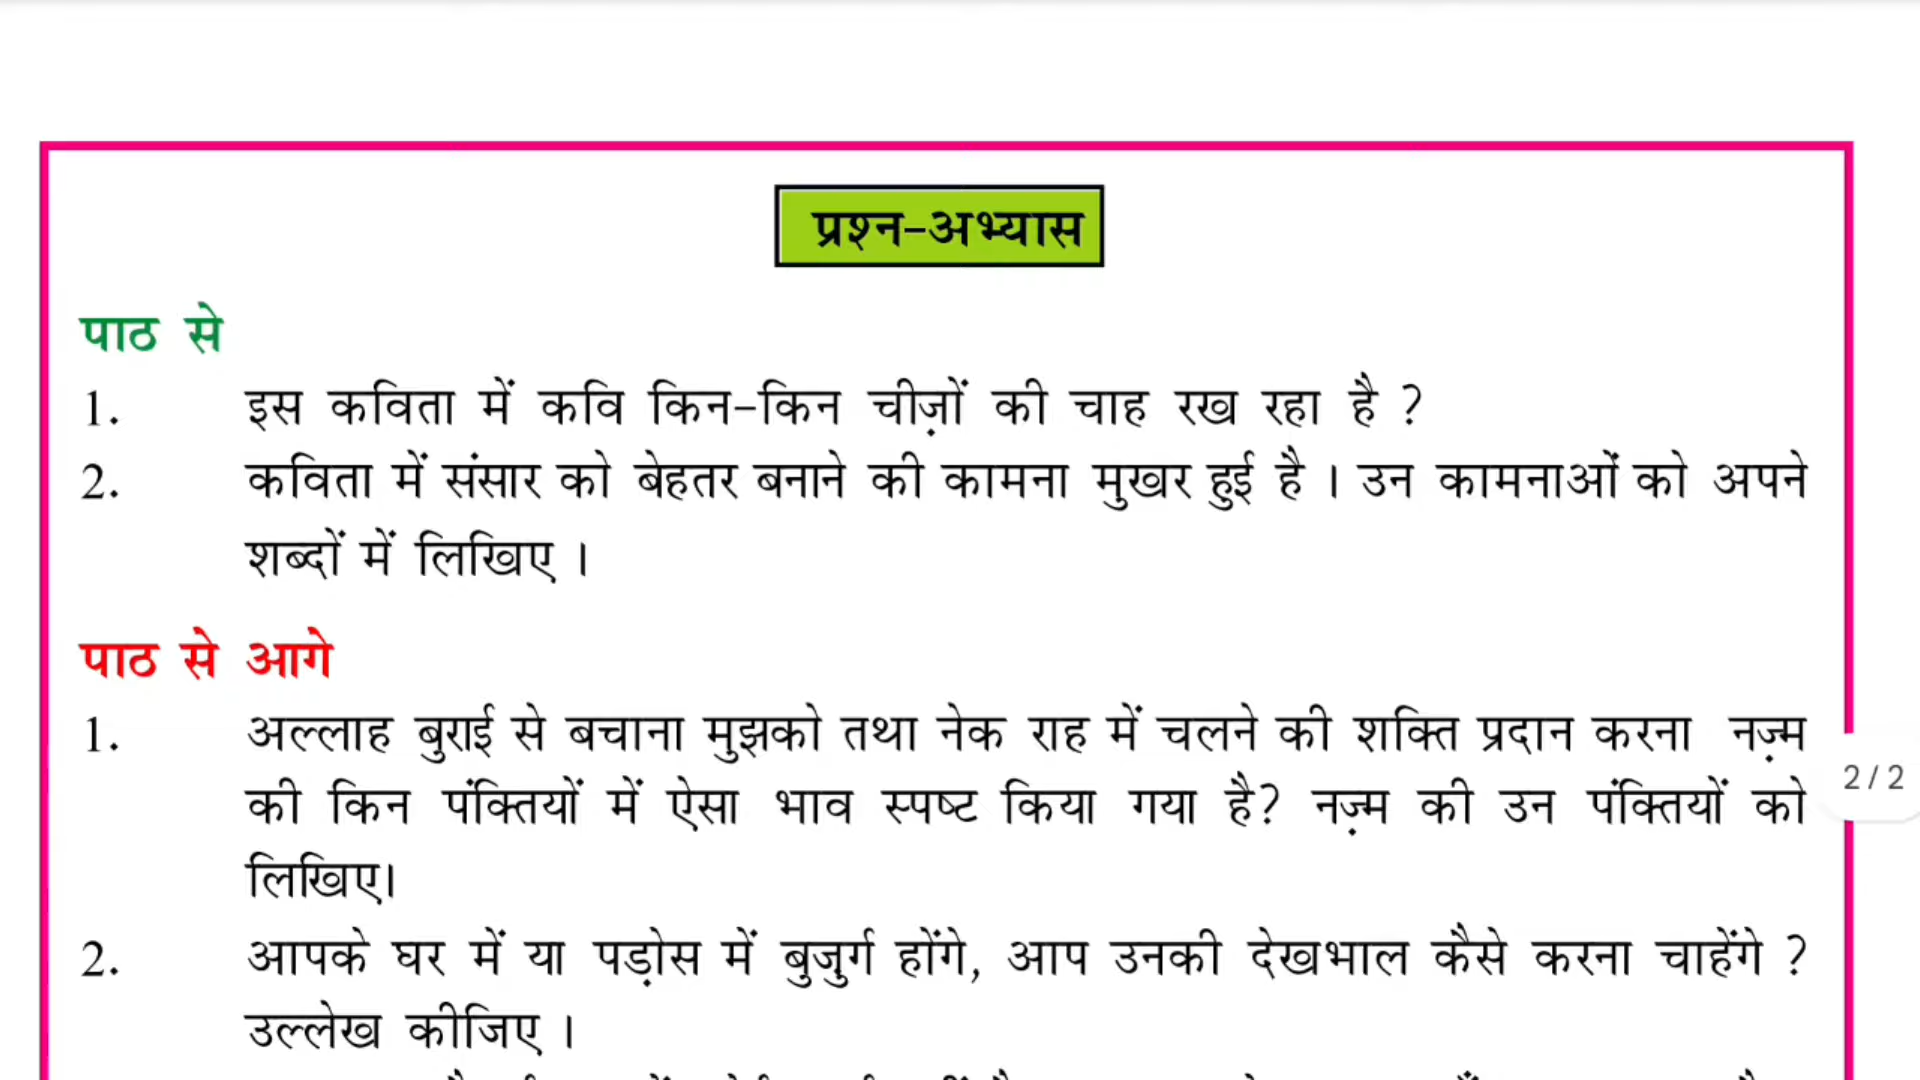 प्रश्न-अभ्यास
पाठ से
1. इस कविता में कवि किन-किन चीज़ों की चाह रख रहा है ?
2. कविता में संसार को बेहतर बनाने की कामना मुखर हुई है । उन कामनाओं को अपने
शब्दों में लिखिए ।
पाठ से आगे
1. अल्लाह बुराई से बचाना मुझको तथा नेक राह में चलने की शक्ति प्रदान करना नज़्म
की किन पंक्तियों में ऐसा भाव स्पष्ट किया गया है? नज़्म की उन पंक्तियों को
2/2
लिखिए।
2. आपके घर में या पड़ोस में बुज़ुर्ग होंगे, आप उनकी देखभाल कैसे करना चाहेंगे ?
उल्लेख कीजिए ।